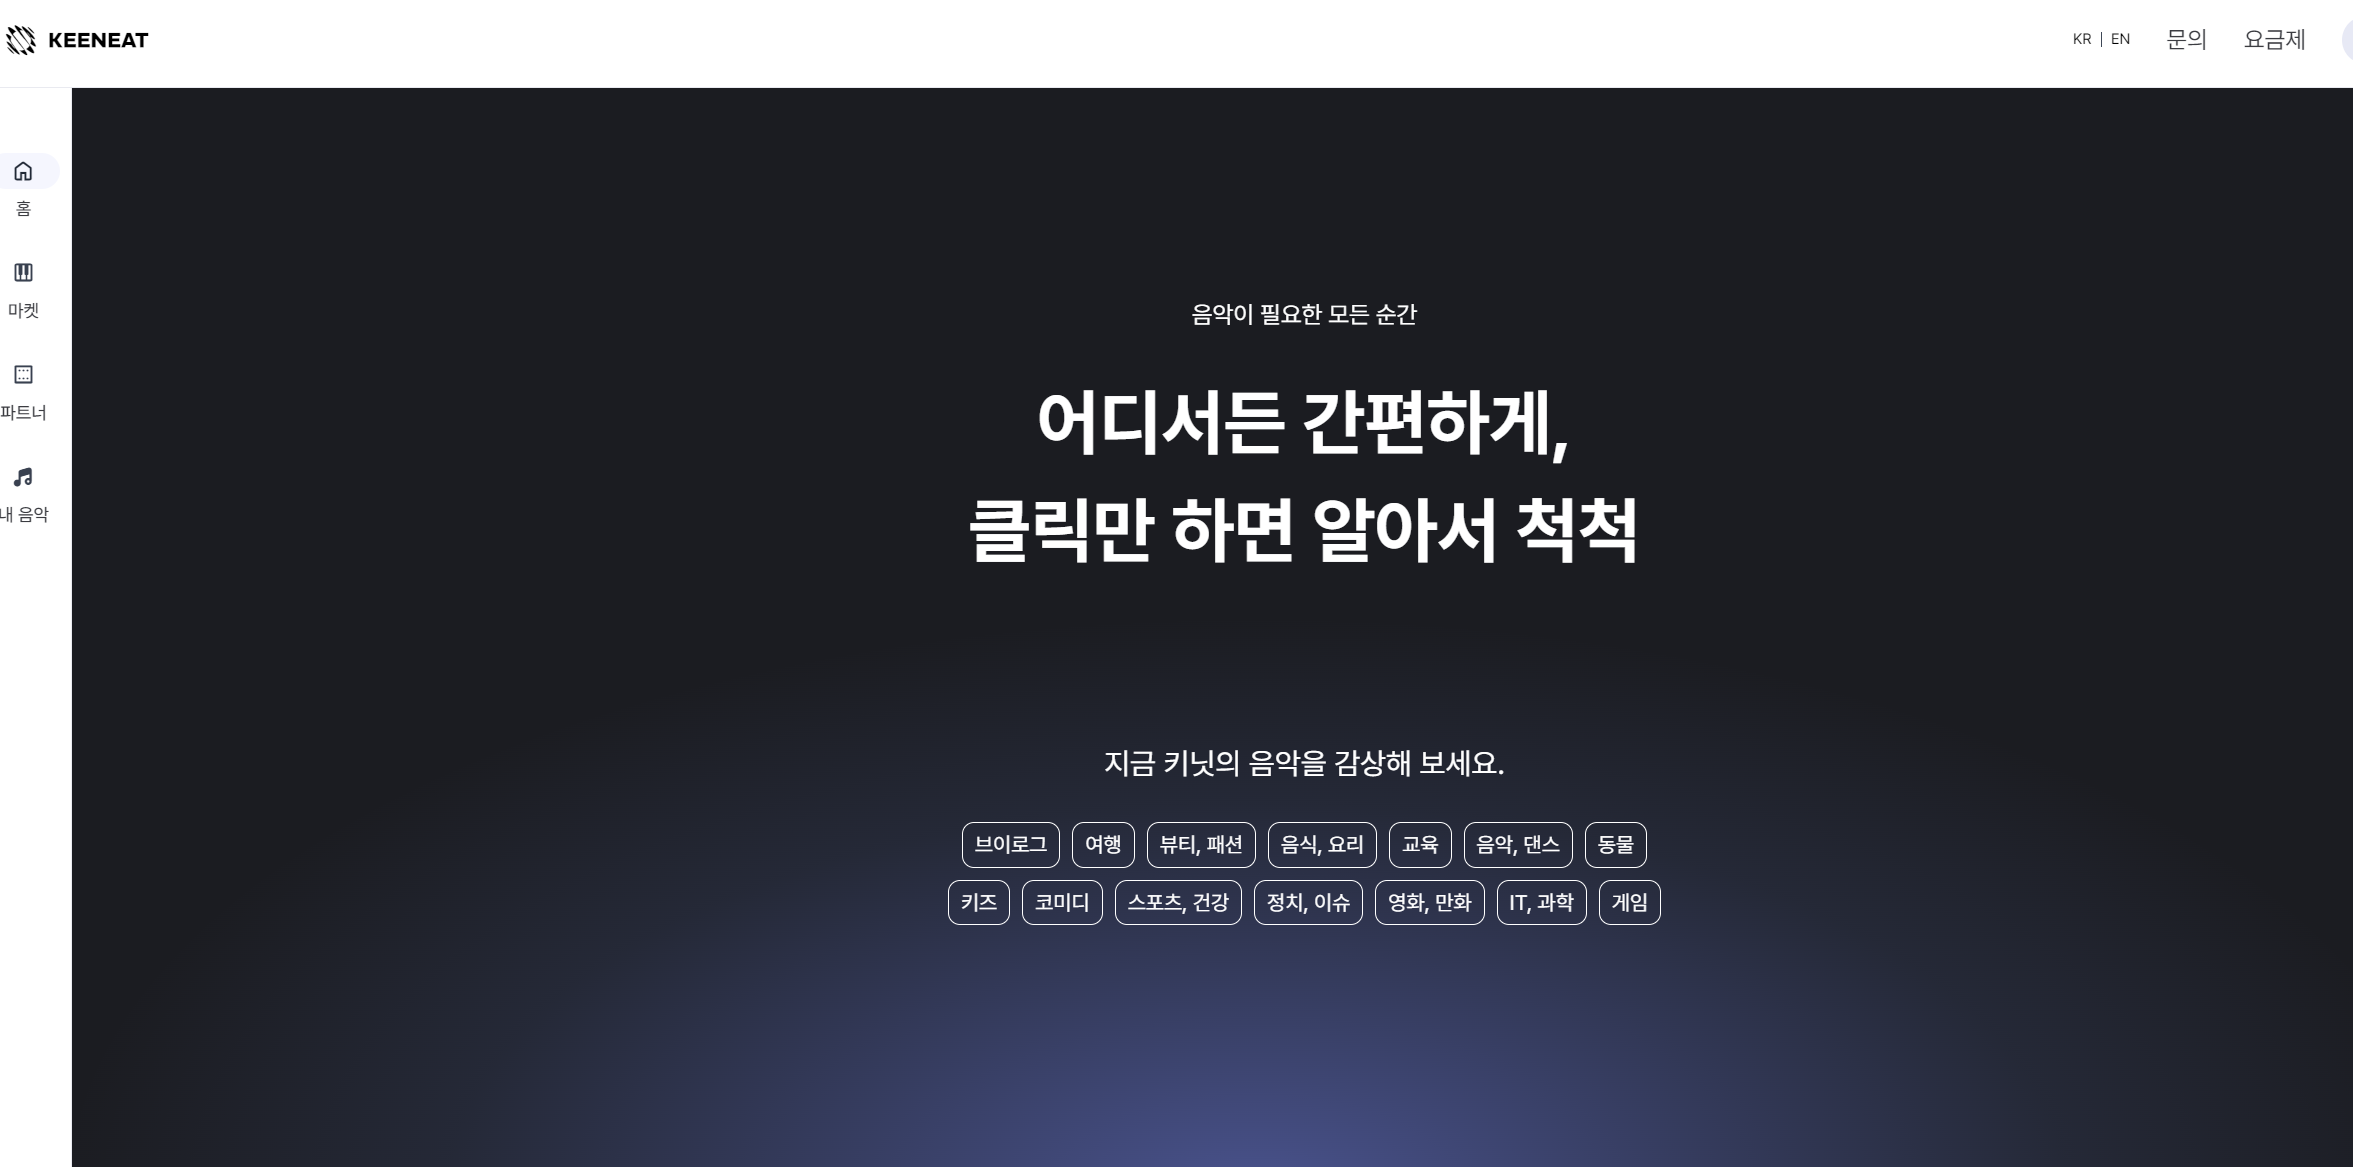 KEENEAT
KR | EN 문의 요금제
홈
마켓
파트너
내 음악
음악이 필요한 모든 순간
어디서든 간편하게,
클릭만 하면 알아서 척척
지금 키닛의 음악을 감상해 보세요.
브이로그 여행 뷰티, 패션 음식, 요리 교육 음악, 댄스 동물
키즈 코미디 스포츠, 건강 정치, 이슈 영화, 만화 IT, 과학 게임